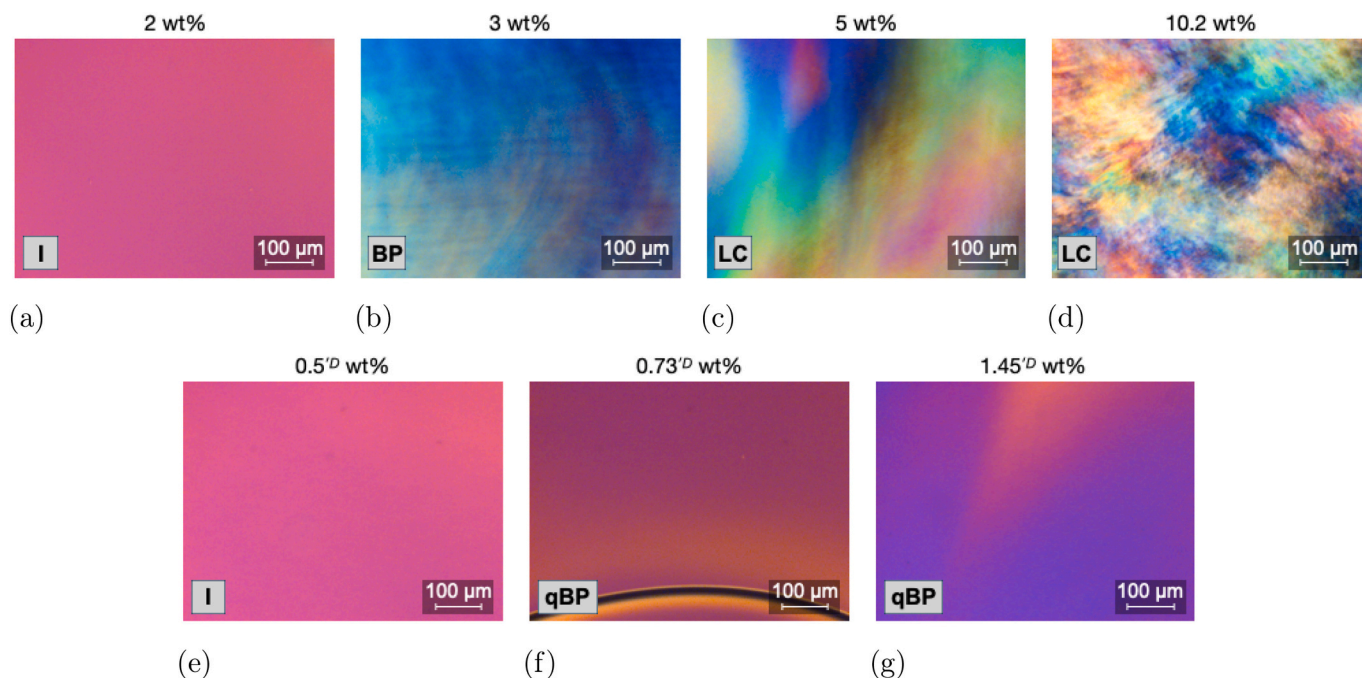 2 wt%
3 wt%
5 wt%
10.2 wt%
I
100 µm
BP
100 µm
LC
100 µm
LC
100 µm
(a)
(b)
(c)
(d)
0.5'D wt%
0.73'D wt%
1.45'D wt%
I
100 µm
qBP
100 µm
qBP
100 µm
(e)
(f)
(g)